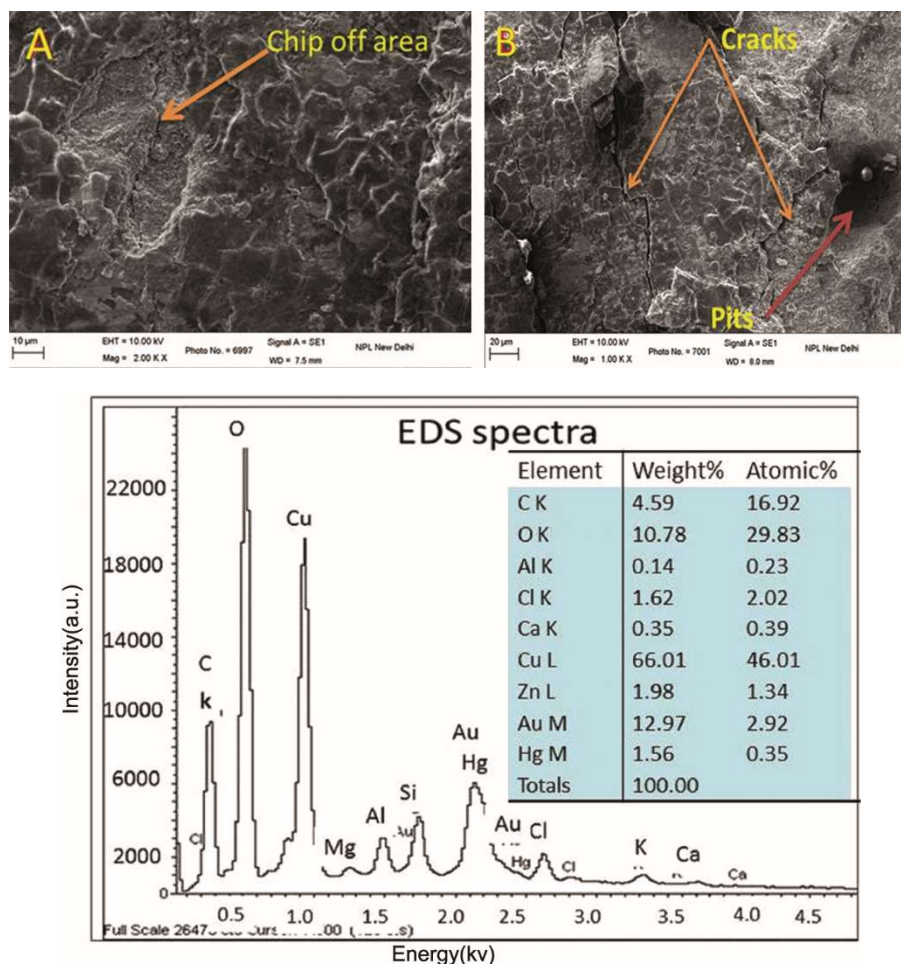 A
Chip off area
10 µm
EHT = 10.00 kV
Mag = 2.00 K X
Photo No. = 6997
Signal A = SE1
WD = 7.5 mm
NPL New Delhi
B
Cracks
Pits
20 µm
EHT = 10.00 kV
Mag = 1.00 K X
Photo No. = 7001
Signal A = SE1
WD = 8.0 mm
NPL New Delhi
EDS spectra
Element Weight% Atomic%
C K 4.59 16.92
O K 10.78 29.83
Al K 0.14 0.23
Cl K 1.62 2.02
Ca K 0.35 0.39
Cu L 66.01 46.01
Zn L 1.98 1.34
Au M 12.97 2.92
Hg M 1.56 0.35
Totals 100.00
Intensity(a.u.)
22000
18000
14000
10000
6000
2000
0
O
Cu
C
k
Cl
Mg
Al
Au
Si
Au
Hg
Au
Hg
Cl
Cl
K
Ca
Ca
0.5 1.0 1.5 2.0 2.5 3.0 3.5 4.0 4.5
Full Scale
Energy(kv)